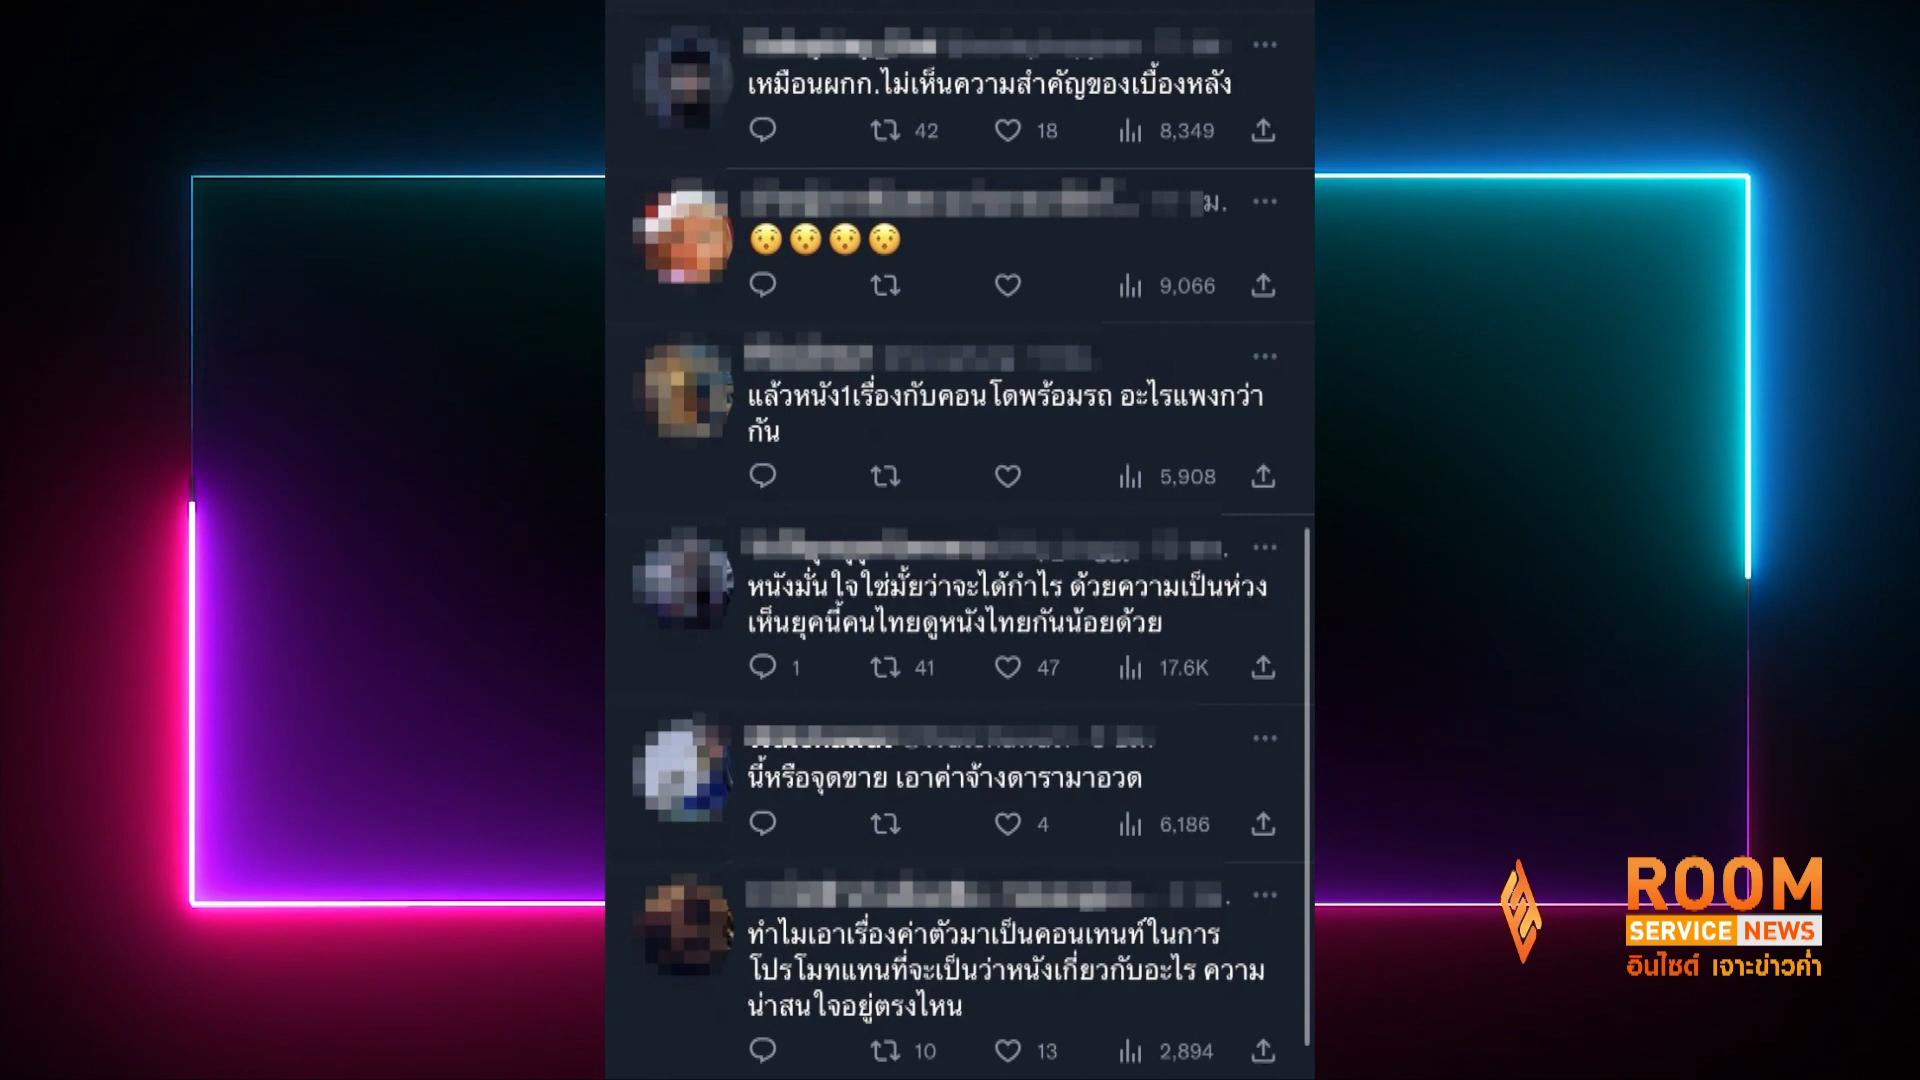 เหมือนผกก.ไม่เห็นความสำคัญของเบื้องหลัง
42 18 8,349
ม.
😯😯😯😯
9,066
แล้วหนัง1เรื่องกับคอนโดพร้อมรถ อะไรแพงกว่า
กัน
5,908
หนังมั่นใจใช่มั้ยว่าจะได้กำไร ด้วยความเป็นห่วง
เห็นยุคนี้คนไทยดูหนังไทยกันน้อยด้วย
1 41 47 17.6K
นี้หรือจุดขาย เอาค่าจ้างดารามาอวด
4 6,186
ทำไมเอาเรื่องค่าตัวมาเป็นคอนเทนท์ในการ
โปรโมทแทนที่จะเป็นว่าหนังเกี่ยวกับอะไร ความ
น่าสนใจอยู่ตรงไหน
10 13 2,894
ROOM
SERVICE NEWS
อินไซต์ เจาะข่าวค่ำ